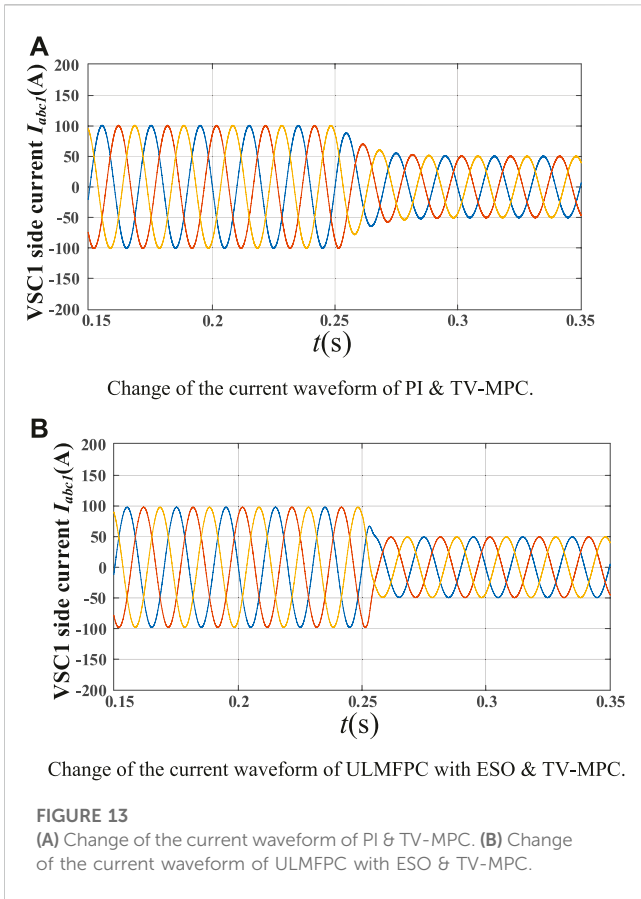 A
VSC1 side current Iabc1(A)
200
150
100
50
0
-50
-100
-150
-200
0.15 0.2 0.25 0.3 0.35
t(s)
Change of the current waveform of PI & TV-MPC.
B
VSC1 side current Iabc1(A)
200
150
100
50
0
-50
-100
-150
-200
0.15 0.2 0.25 0.3 0.35
t(s)
Change of the current waveform of ULMFPC with ESO & TV-MPC.
FIGURE 13
(A) Change of the current waveform of PI & TV-MPC. (B) Change
of the current waveform of ULMFPC with ESO & TV-MPC.